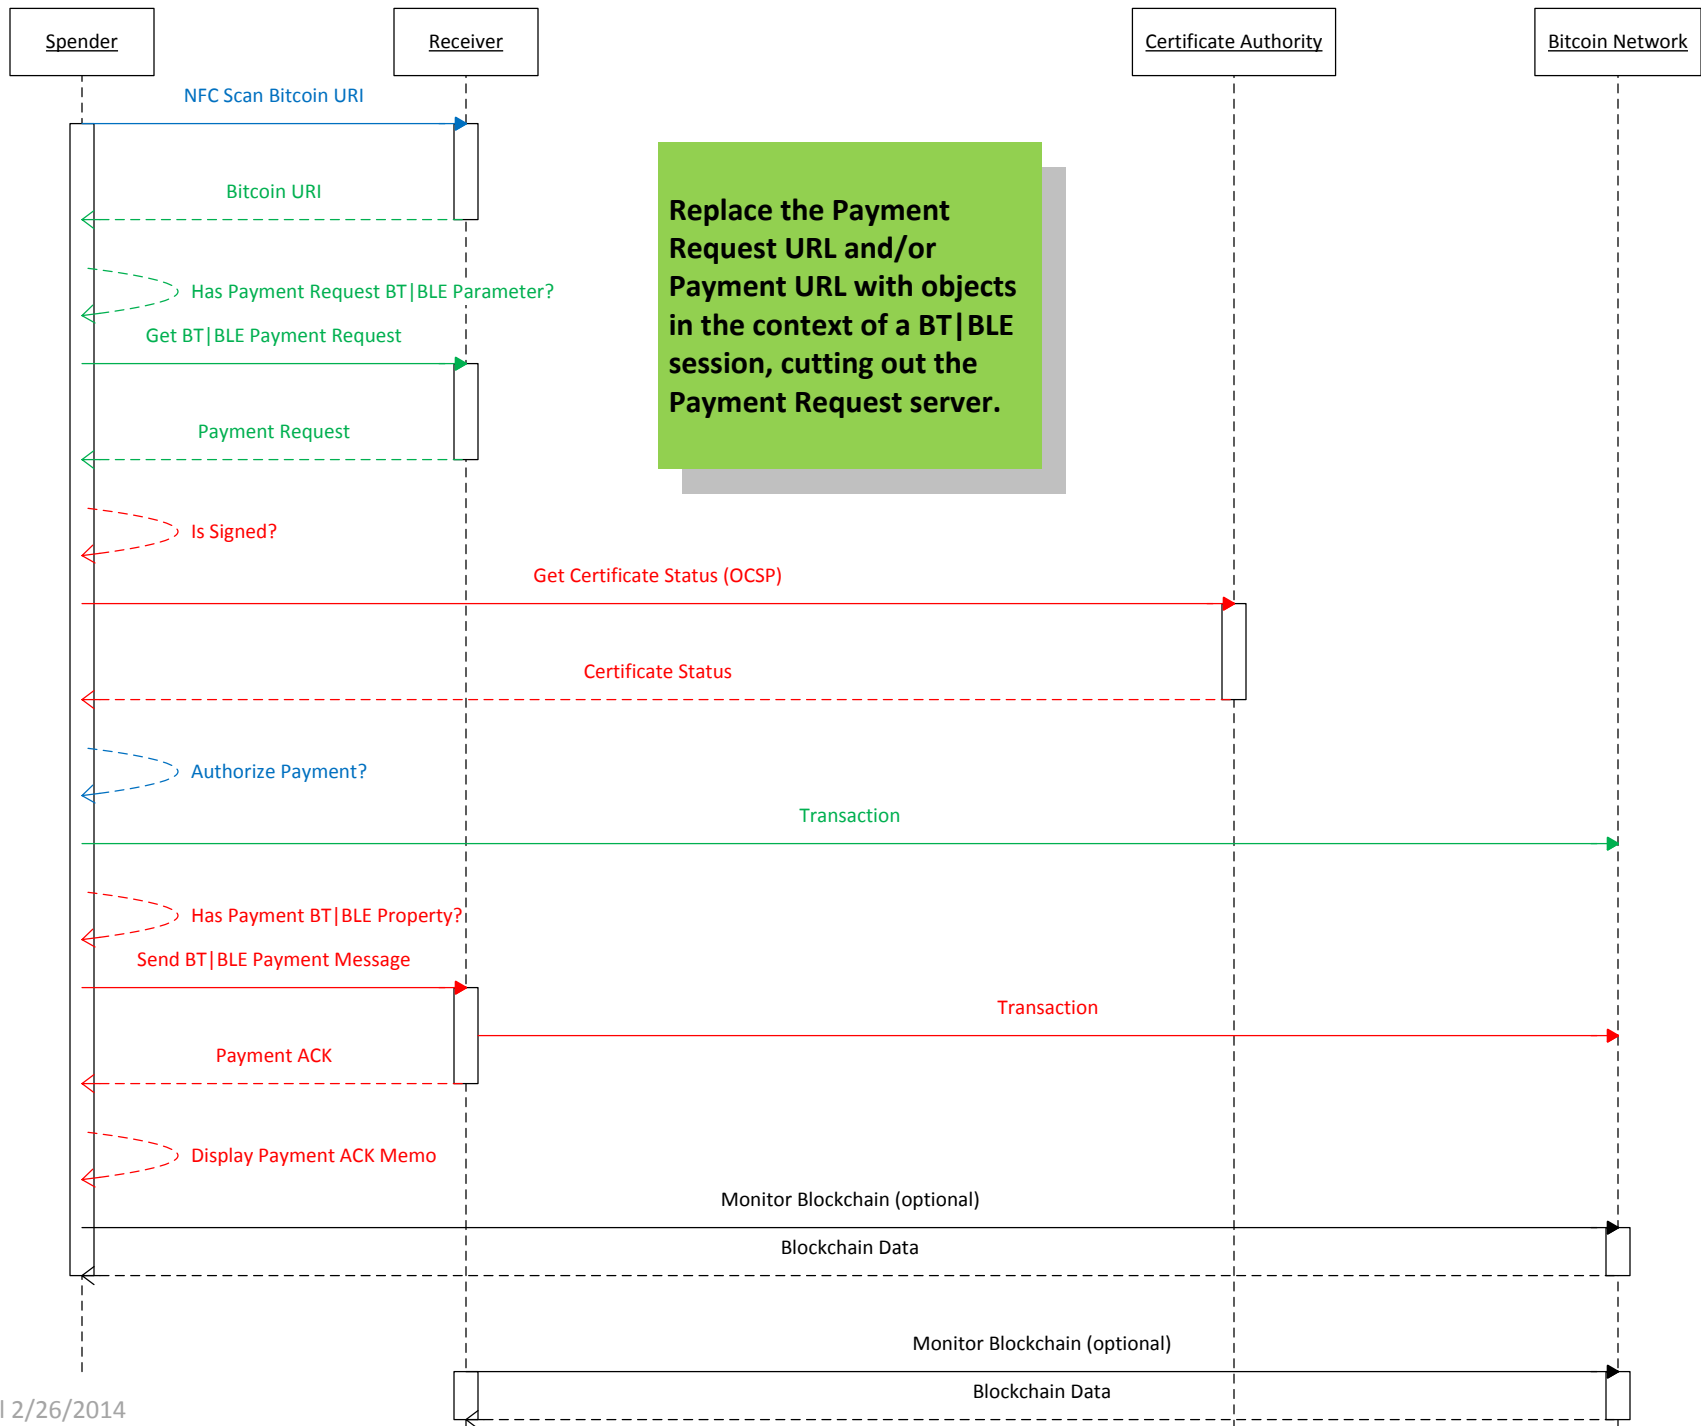 Spender
Receiver
Certificate Authority
Bitcoin Network
NFC Scan Bitcoin URI
Bitcoin URI
Replace the Payment
Request URL and/or
Payment URL with objects
in the context of a BT|BLE
session, cutting out the
Payment Request server.
Has Payment Request BT|BLE Parameter?
Get BT|BLE Payment Request
Payment Request
Is Signed?
Get Certificate Status (OCSP)
Certificate Status
Authorize Payment?
Transaction
Has Payment BT|BLE Property?
Send BT|BLE Payment Message
Transaction
Payment ACK
Display Payment ACK Memo
Monitor Blockchain (optional)
Blockchain Data
Monitor Blockchain (optional)
Blockchain Data
2/26/2014